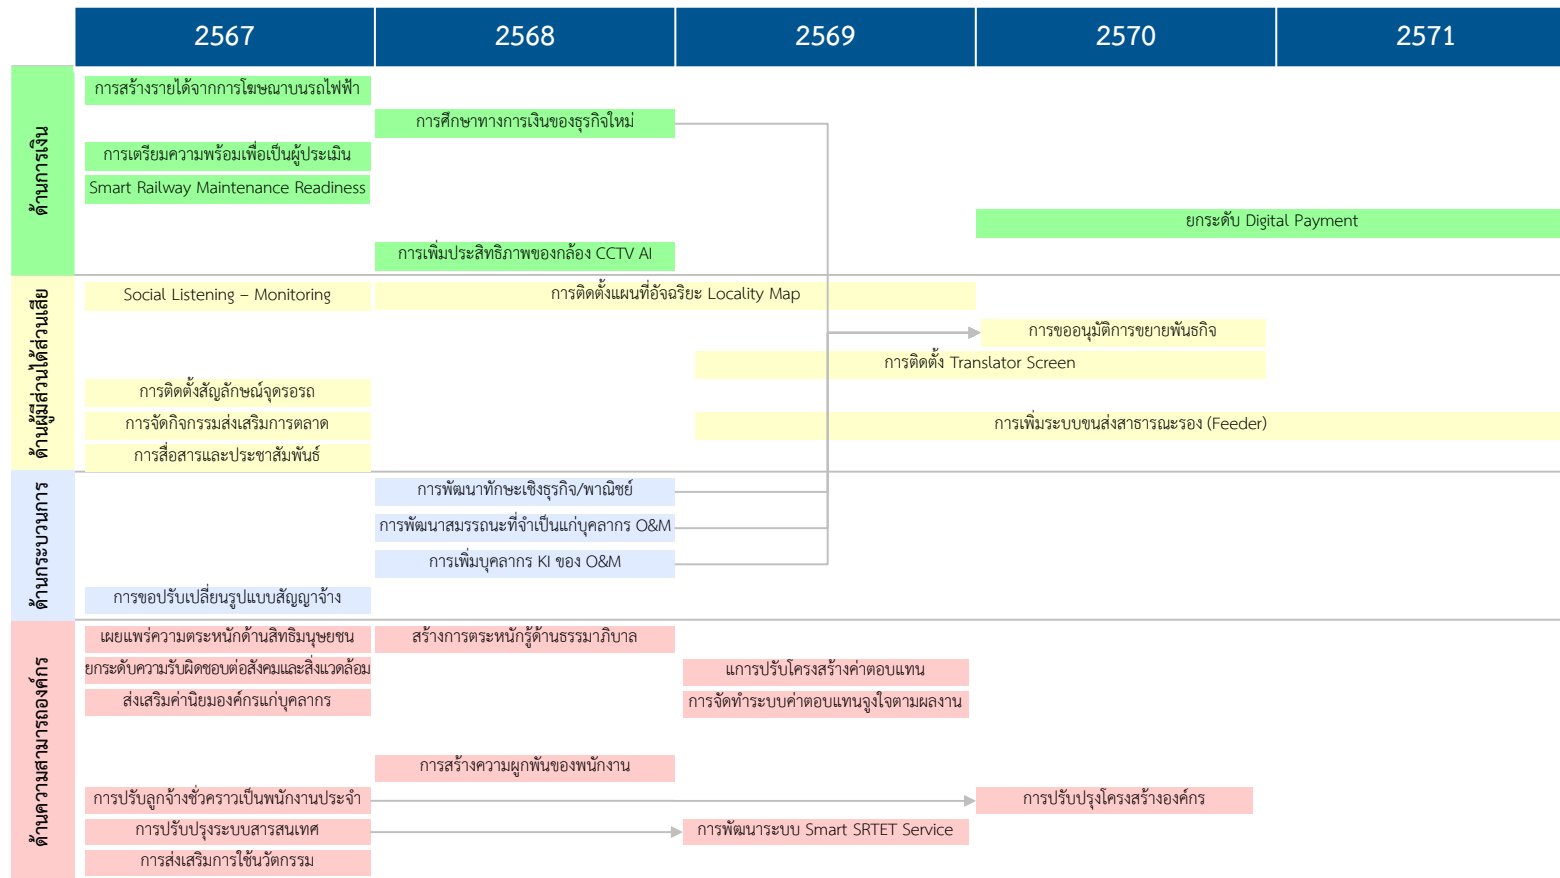 2567
2568
2569
2570
2571
ด้านการเงิน
การสร้างรายได้จากการโฆษณาบนรถไฟฟ้า
การศึกษาทางการเงินของธุรกิจใหม่
การเตรียมความพร้อมเพื่อเป็นผู้ประเมิน
Smart Railway Maintenance Readiness
ยกระดับ Digital Payment
การเพิ่มประสิทธิภาพของกล้อง CCTV AI
ด้านผู้มีส่วนได้ส่วนเสีย
Social Listening – Monitoring
การติดตั้งแผนที่อัจฉริยะ Locality Map
การขออนุมัติการขยายพันธกิจ
การติดตั้ง Translator Screen
การติดตั้งสัญลักษณ์จุดรอรถ
การจัดกิจกรรมส่งเสริมการตลาด
การเพิ่มระบบขนส่งสาธารณะรอง (Feeder)
การสื่อสารและประชาสัมพันธ์
ด้านกระบวนการ
การพัฒนาทักษะเชิงธุรกิจ/พาณิชย์
การพัฒนาสมรรถนะที่จำเป็นแก่บุคลากร O&M
การเพิ่มบุคลากร KI ของ O&M
การขอปรับเปลี่ยนรูปแบบสัญญาจ้าง
ด้านความสามารถองค์กร
เผยแพร่ความตระหนักด้านสิทธิมนุษยชน
สร้างการตระหนักรู้ด้านธรรมาภิบาล
ยกระดับความรับผิดชอบต่อสังคมและสิ่งแวดล้อม
แการปรับโครงสร้างค่าตอบแทน
ส่งเสริมค่านิยมองค์กรแก่บุคลากร
การจัดทำระบบค่าตอบแทนจูงใจตามผลงาน
การสร้างความผูกพันของพนักงาน
การปรับลูกจ้างชั่วคราวเป็นพนักงานประจำ
การปรับปรุงโครงสร้างองค์กร
การปรับปรุงระบบสารสนเทศ
การพัฒนาระบบ Smart SRTET Service
การส่งเสริมการใช้นวัตกรรม